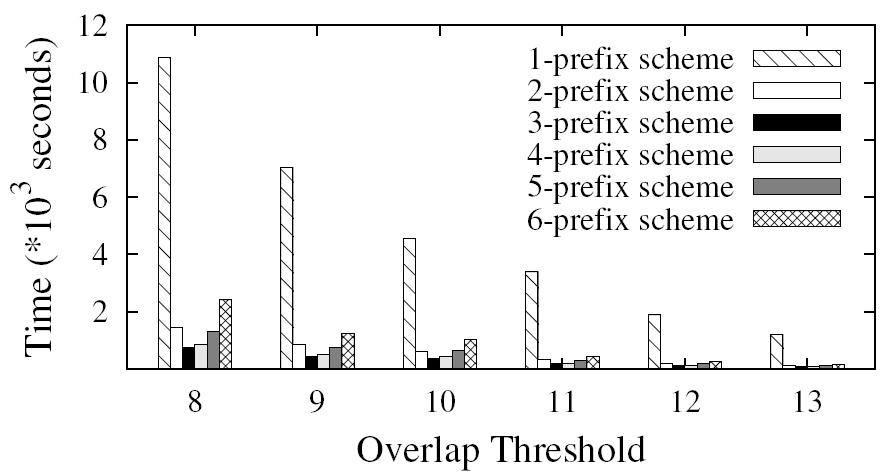 Time (*10³ seconds)
12
10
8
6
4
2
1-prefix scheme
2-prefix scheme
3-prefix scheme
4-prefix scheme
5-prefix scheme
6-prefix scheme
8 9 10 11 12 13
Overlap Threshold